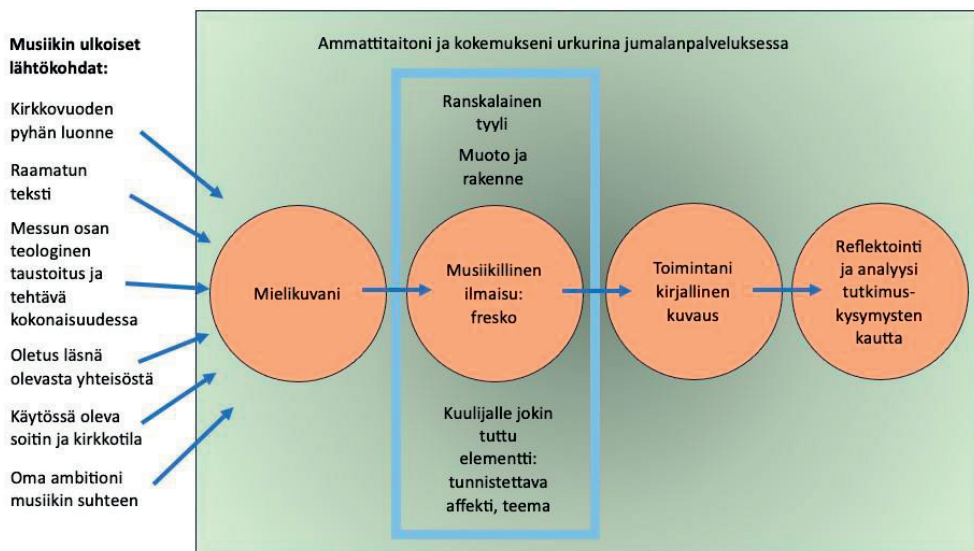 Musiikin ulkoiset
lähtökohdat:
Kirkkovuoden
pyhän luonne
Raamatun
teksti
Messun osan
teologinen
taustoitus ja
tehtävä
kokonaisuudessa
Oletus läsnä
olevasta yhteisöstä
Käytössä oleva
soitin ja kirkkotila
Oma ambitioni
musiikin suhteen
Ammattitaitoni ja kokemukseni urkurina jumalanpalveluksessa
Ranskalainen
tyyli
Muoto ja
rakenne
Mielikuvani
Musiikillinen
ilmaisu:
fresko
Toimintani
kirjallinen
kuvaus
Reflektointi
ja analyysi
tutkimus-
kysymysten
kautta
Kuulijalle jokin
tuttu
elementti:
tunnistettava
affekti, teema